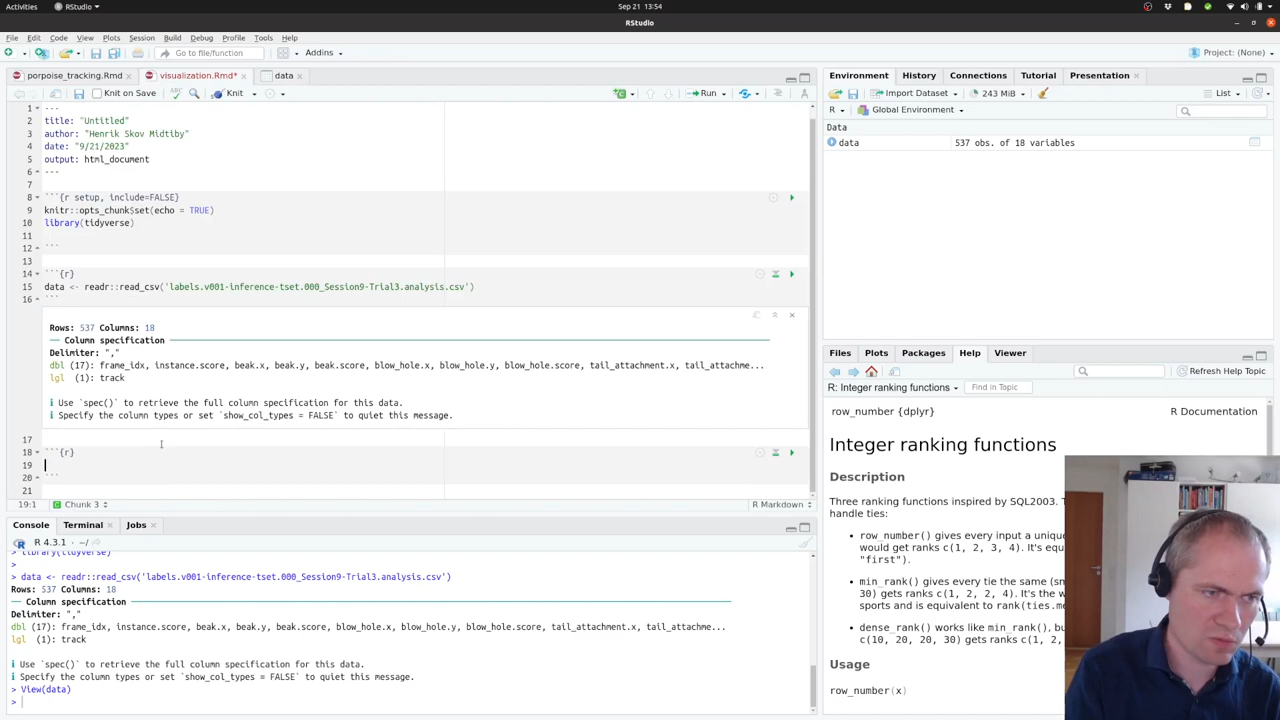 Activities RStudio Sep 21 13:54
RStudio
File Edit Code View Plots Session Build Debug Profile Tools Help
Go to file/function Addins Project: (None)
porpoise_tracking.Rmd visualization.Rmd* data
Knit on Save Knit Run
1 ---
2 title: "Untitled"
3 author: "Henrik Skov Midtiby"
4 date: "9/21/2023"
5 output: html_document
6 ---
7
8 ```{r setup, include=FALSE}
9 knitr::opts_chunk$set(echo = TRUE)
10 library(tidyverse)
11
12 ```
13
14 ```{r}
15 data <- readr::read_csv('labels.v001-inference-tset.000_Session9-Trial3.analysis.csv')
16 ```
Rows: 537 Columns: 18
── Column specification
Delimiter: ","
dbl (17): frame_idx, instance.score, beak.x, beak.y, beak.score, blow_hole.x, blow_hole.y, blow_hole.score, tail_attachment.x, tail_attachme...
lgl (1): track
ℹ Use `spec()` to retrieve the full column specification for this data.
ℹ Specify the column types or set `show_col_types = FALSE` to quiet this message.
17
18 ```{r}
19
20 ```
21
19:1 Chunk 3 R Markdown
Console Terminal Jobs
R 4.3.1 · ~/
> library(tidyverse)
>
> data <- readr::read_csv('labels.v001-inference-tset.000_Session9-Trial3.analysis.csv')
Rows: 537 Columns: 18
── Column specification
Delimiter: ","
dbl (17): frame_idx, instance.score, beak.x, beak.y, beak.score, blow_hole.x, blow_hole.y, blow_hole.score, tail_attachment.x, tail_attachme...
lgl (1): track
ℹ Use `spec()` to retrieve the full column specification for this data.
ℹ Specify the column types or set `show_col_types = FALSE` to quiet this message.
> View(data)
>
Environment History Connections Tutorial Presentation
Import Dataset 243 MiB List
R Global Environment
Data
data 537 obs. of 18 variables
Files Plots Packages Help Viewer
Refresh Help Topic
R: Integer ranking functions Find in Topic
row_number {dplyr} R Documentation
Integer ranking functions
Description
Three ranking functions inspired by SQL2003. T
handle ties:
• row_number() gives every input a unique
would get ranks c(1, 2, 3, 4). It's equ
"first").
• min_rank() gives every tie the same (sm
30) gets ranks c(1, 2, 2, 4). It's the w
sports and is equivalent to rank(ties.me
• dense_rank() works like min_rank(), bu
c(10, 20, 20, 30) gets ranks c(1, 2,
Usage
row_number(x)